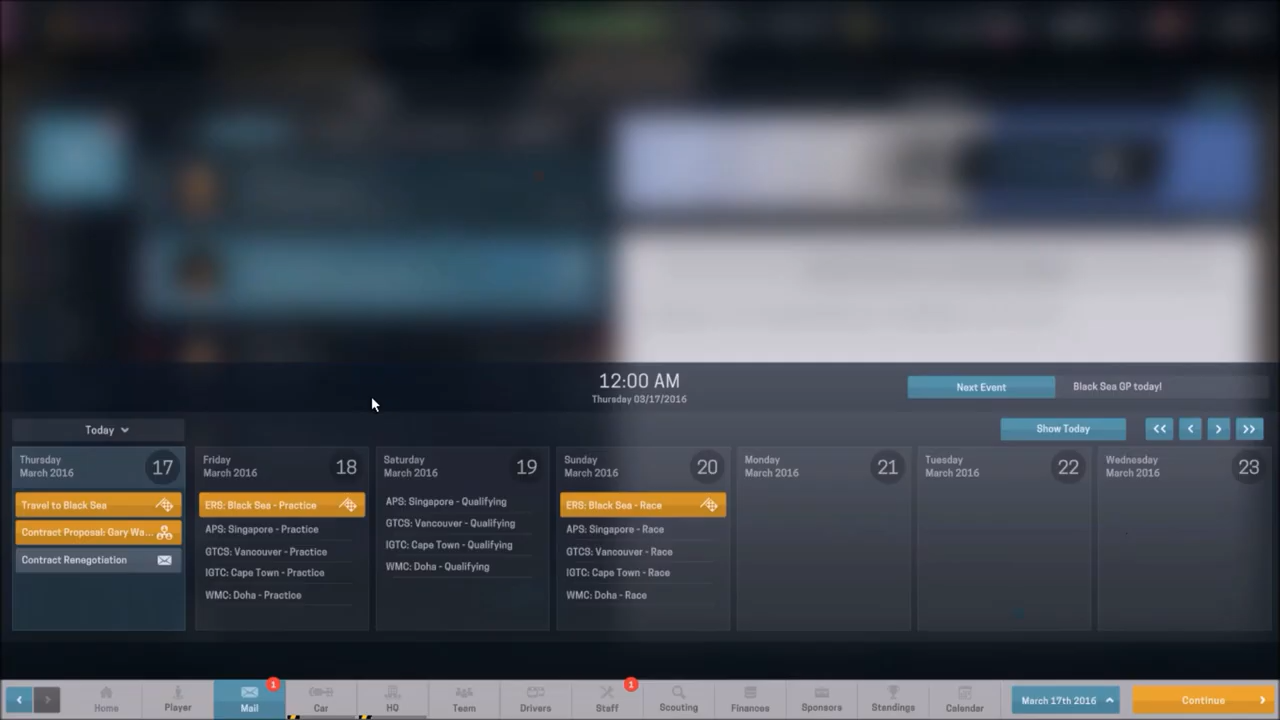 12:00 AM
Thursday 03/17/2016
Next Event
Black Sea GP today!
Today
Show Today
Thursday
March 2016
17
Travel to Black Sea
Contract Proposal: Gary Wa...
Contract Renegotiation
Friday
March 2016
18
ERS: Black Sea - Practice
APS: Singapore - Practice
GTCS: Vancouver - Practice
IGTC: Cape Town - Practice
WMC: Doha - Practice
Saturday
March 2016
19
APS: Singapore - Qualifying
GTCS: Vancouver - Qualifying
IGTC: Cape Town - Qualifying
WMC: Doha - Qualifying
Sunday
March 2016
20
ERS: Black Sea - Race
APS: Singapore - Race
GTCS: Vancouver - Race
IGTC: Cape Town - Race
WMC: Doha - Race
Monday
March 2016
21
Tuesday
March 2016
22
Wednesday
March 2016
23
Home
Player
Mail
1
Car
HQ
Team
Drivers
Staff
1
Scouting
Finances
Sponsors
Standings
Calendar
March 17th 2016
Continue